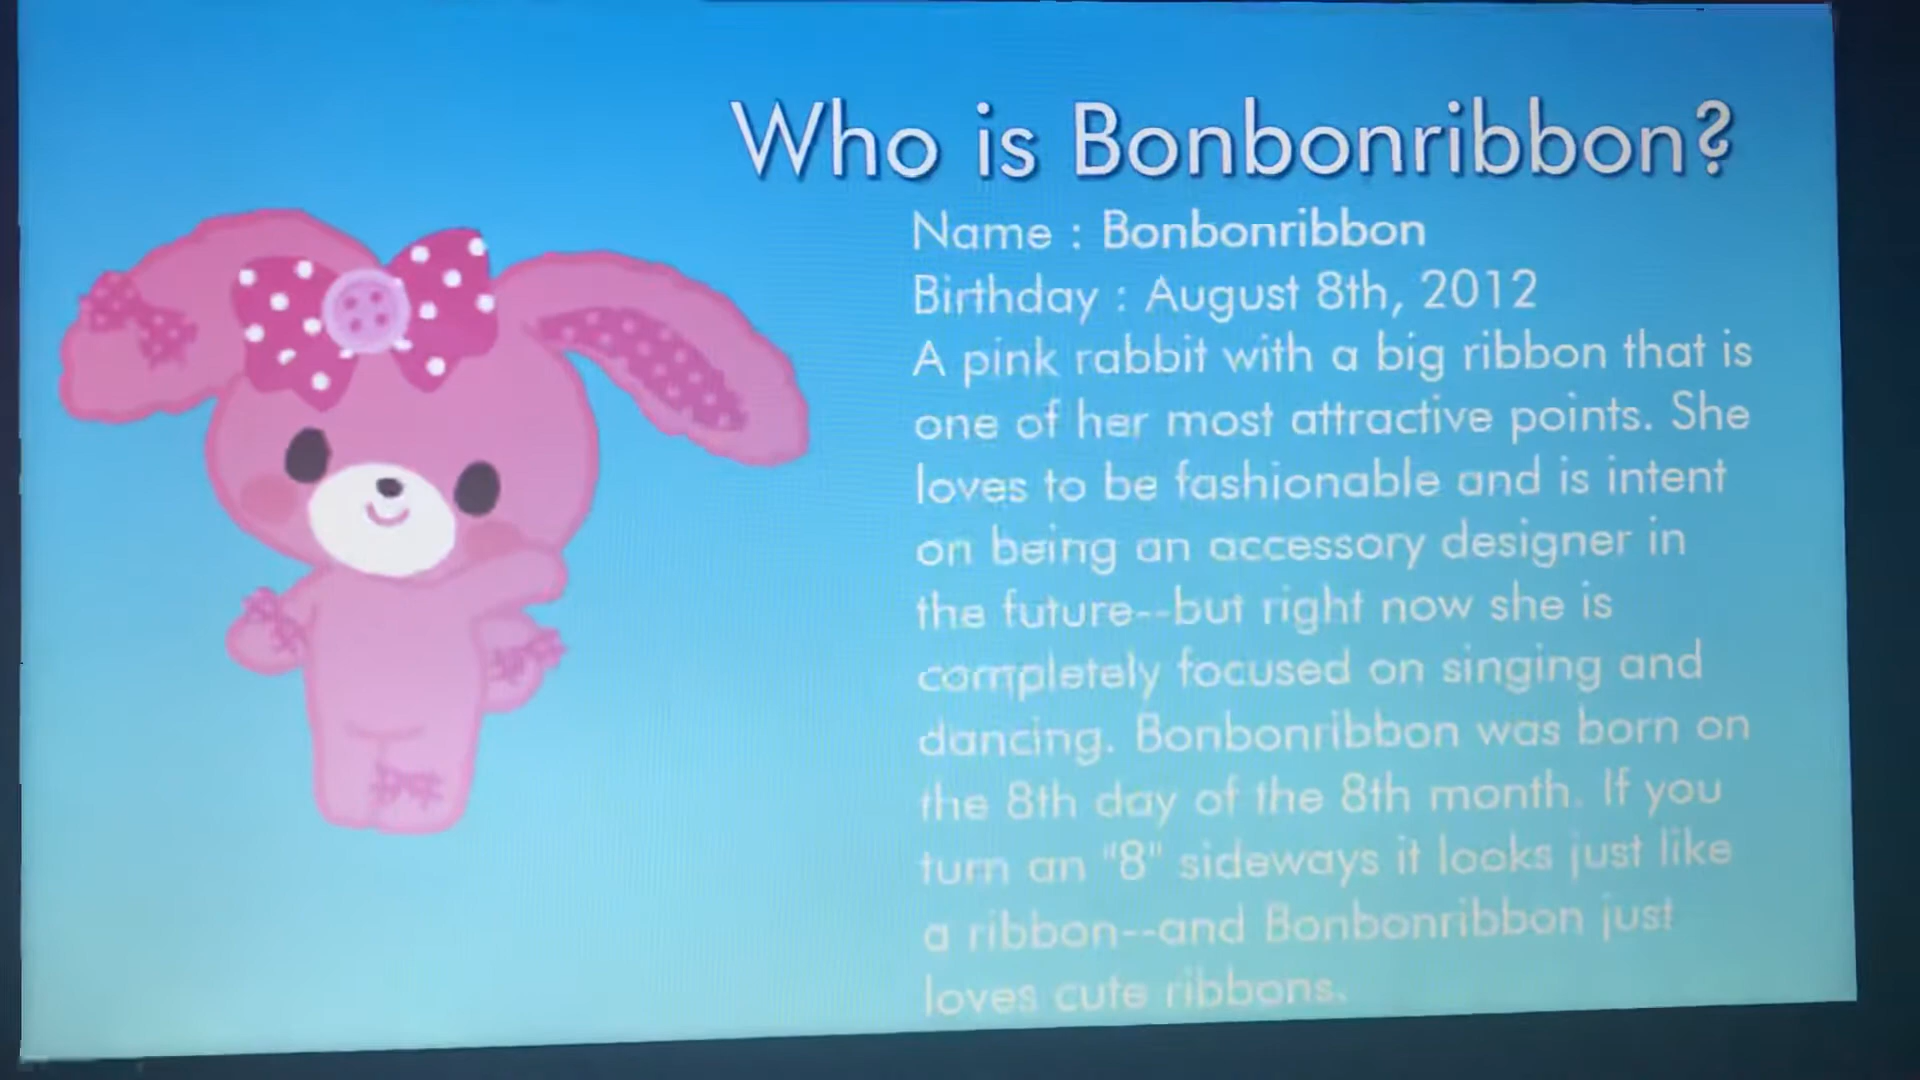 Who is Bonbonribbon?
Name : Bonbonribbon
Birthday : August 8th, 2012
A pink rabbit with a big ribbon that is
one of her most attractive points. She
loves to be fashionable and is intent
on being an accessory designer in
the future--but right now she is
completely focused on singing and
dancing. Bonbonribbon was born on
the 8th day of the 8th month. If you
turn an "8" sideways it looks just like
a ribbon--and Bonbonribbon just
loves cute ribbons.